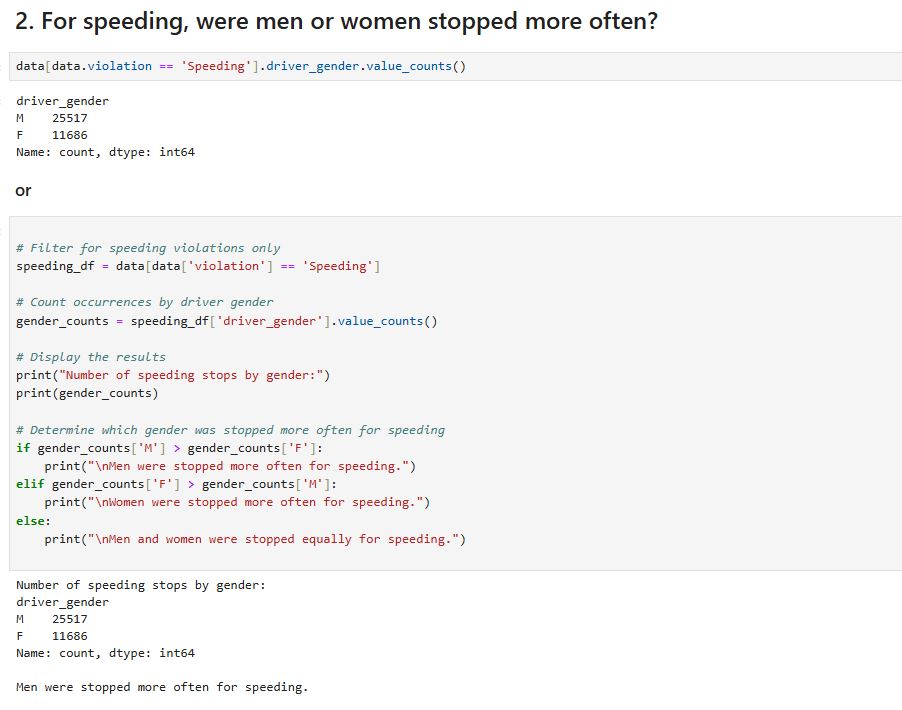 2. For speeding, were men or women stopped more often?
data[data.violation == 'Speeding'].driver_gender.value_counts()
driver_gender
M    25517
F    11686
Name: count, dtype: int64
or
# Filter for speeding violations only
speeding_df = data[data['violation'] == 'Speeding']
# Count occurrences by driver gender
gender_counts = speeding_df['driver_gender'].value_counts()
# Display the results
print("Number of speeding stops by gender:")
print(gender_counts)
# Determine which gender was stopped more often for speeding
if gender_counts['M'] > gender_counts['F']:
    print("\nMen were stopped more often for speeding.")
elif gender_counts['F'] > gender_counts['M']:
    print("\nWomen were stopped more often for speeding.")
else:
    print("\nMen and women were stopped equally for speeding.")
Number of speeding stops by gender:
driver_gender
M    25517
F    11686
Name: count, dtype: int64
Men were stopped more often for speeding.